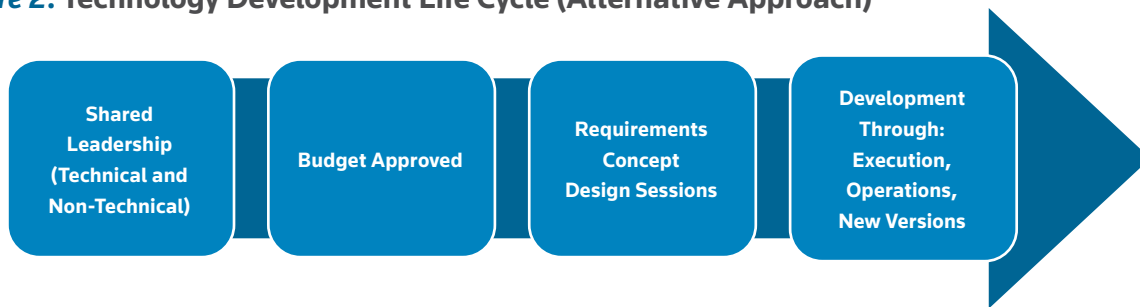 2: Technology Development Life Cycle (Alternative Approach)
Shared
Leadership
(Technical and
Non-Technical)
Budget Approved
Requirements
Concept
Design Sessions
Development
Through:
Execution,
Operations,
New Versions